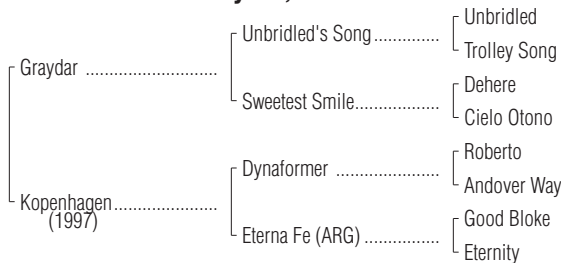 Unbridled
Unbridled's Song..............
Trolley Song
Graydar ............................
Dehere
Sweetest Smile..................
Cielo Otono
Roberto
Dynaformer ......................
Andover Way
Kopenhagen......................
(1997)
Good Bloke
Eterna Fe (ARG) ................
Eternity